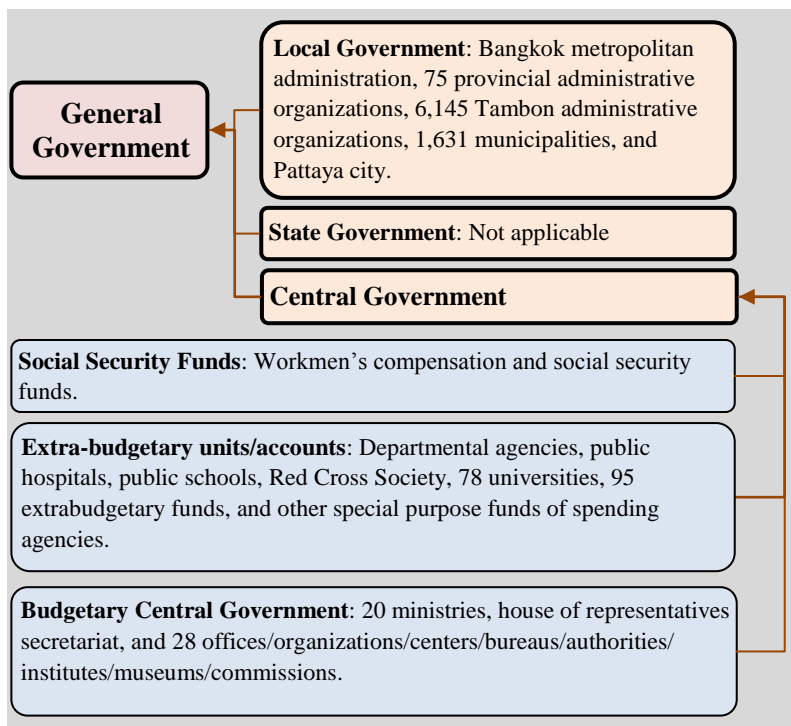 Local Government: Bangkok metropolitan
administration, 75 provincial administrative
organizations, 6,145 Tambon administrative
organizations, 1,631 municipalities, and
Pattaya city.
General
Government
State Government: Not applicable
Central Government
Social Security Funds: Workmen’s compensation and social security
funds.
Extra-budgetary units/accounts: Departmental agencies, public
hospitals, public schools, Red Cross Society, 78 universities, 95
extrabudgetary funds, and other special purpose funds of spending
agencies.
Budgetary Central Government: 20 ministries, house of representatives
secretariat, and 28 offices/organizations/centers/bureaus/authorities/
institutes/museums/commissions.